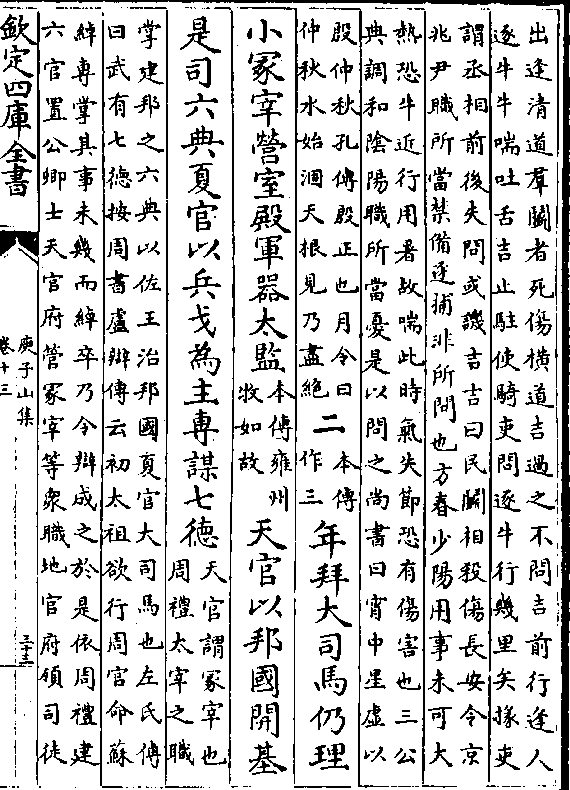 出逢清道羣鬬者死傷橫道吉過之不問吉前行逢人
逐牛牛喘吐舌吉止駐使騎吏問逐牛行幾里矣掾吏
謂丞相前後失問或譏吉吉曰民鬬相殺傷長安令京
兆尹職所當禁備逐捕非所問也方春少陽用事未可大
熱恐牛近行用暑故喘此時氣失節恐有傷害也三公
典調和陰陽職所當憂是以問之尚書曰宵中星虛以
殷仲秋孔傳殷正也月令曰
仲秋水始涸天根見乃盡絶
二
本傳
作三
年拜大司馬仍理
小冢宰營室殿軍器太監
本傳雍州
牧如故
天官以邦國開基
是司六典夏官以兵戈為主專謀七德
天官謂冢宰也
周禮太宰之職
掌建邦之六典以佐王治邦國夏官大司馬也左氏傳
曰武有七德按周書盧辯傳云初太祖欲行周官命蘇
綽專掌其事未幾而綽卒乃令辯成之於是依周禮建
六官置公卿士天官府管冢宰等衆職地官府領司徒
欽定四庫全書
庾子山集
卷十三
三十三